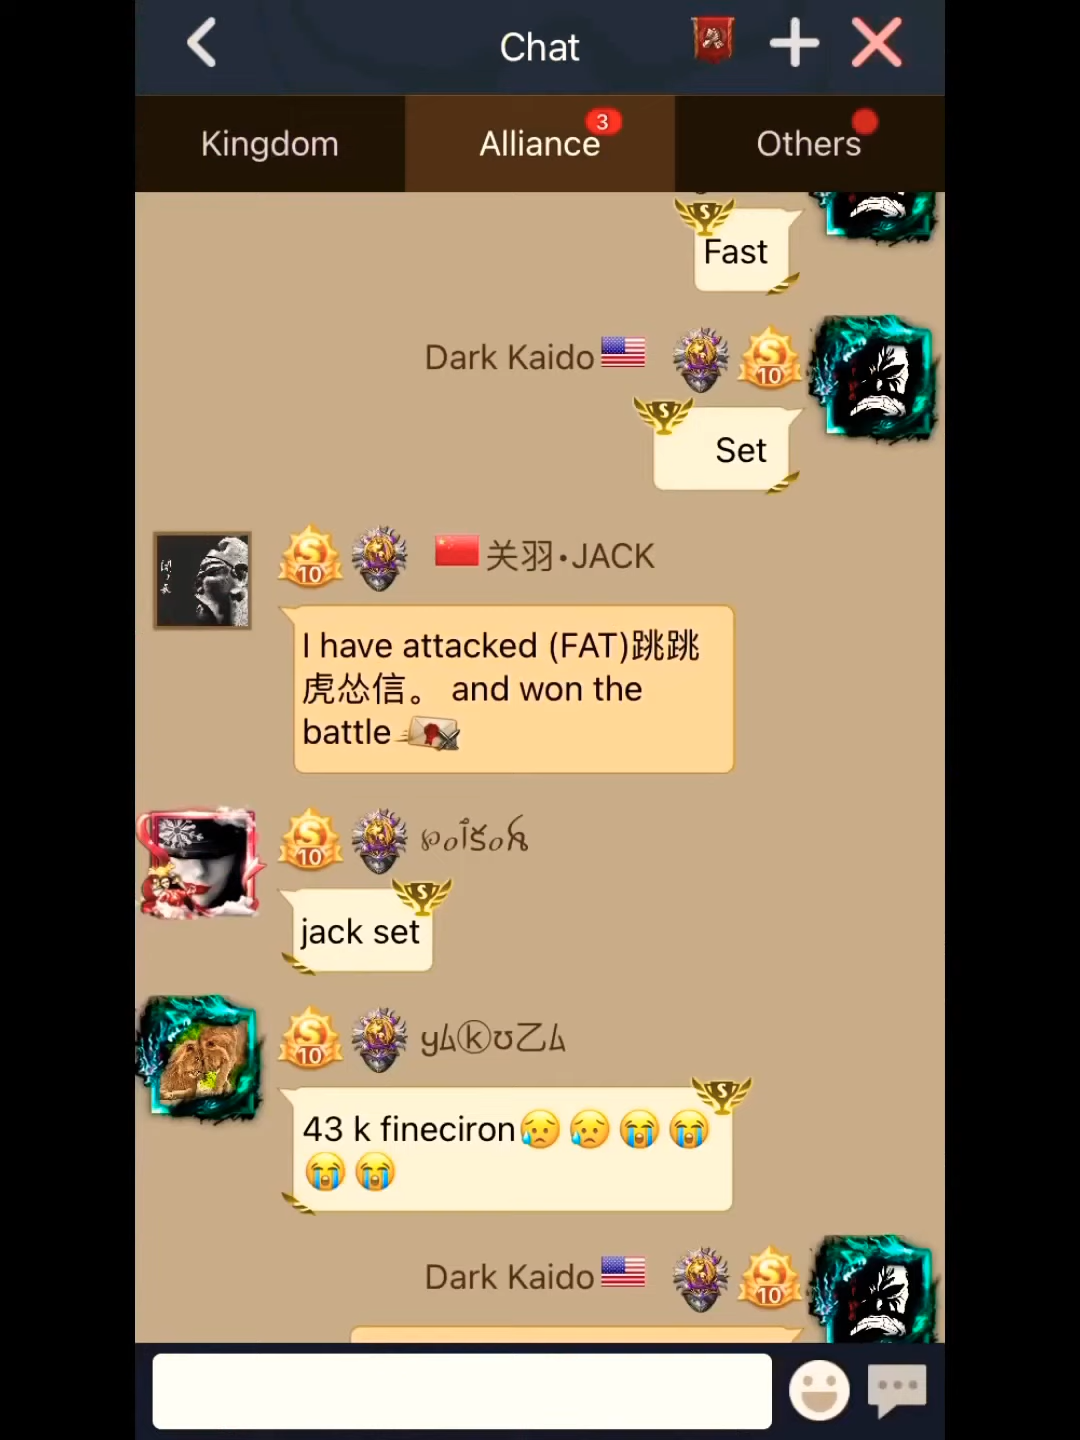 Chat
Kingdom
Alliance
3
Others
Fast
Dark Kaido
10
Set
10
关羽•JACK
I have attacked (FAT)跳跳
虎怂信。 and won the
battle
10
jack set
10
43 k fineciron😥😥😭😭
😭😭
Dark Kaido
10